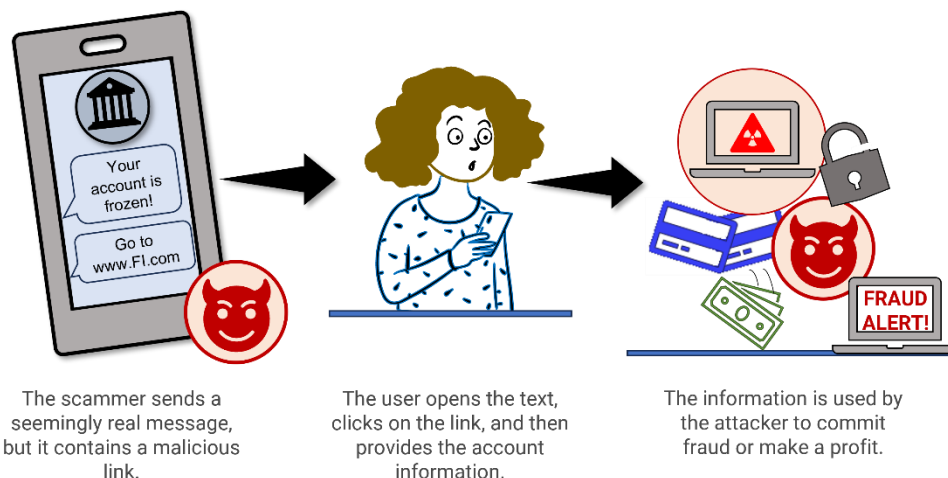 Your
account is
frozen!
Go to
www.FI.com
FRAUD
ALERT!
The scammer sends a
seemingly real message,
but it contains a malicious
link.
The user opens the text,
clicks on the link, and then
provides the account
information.
The information is used by
the attacker to commit
fraud or make a profit.